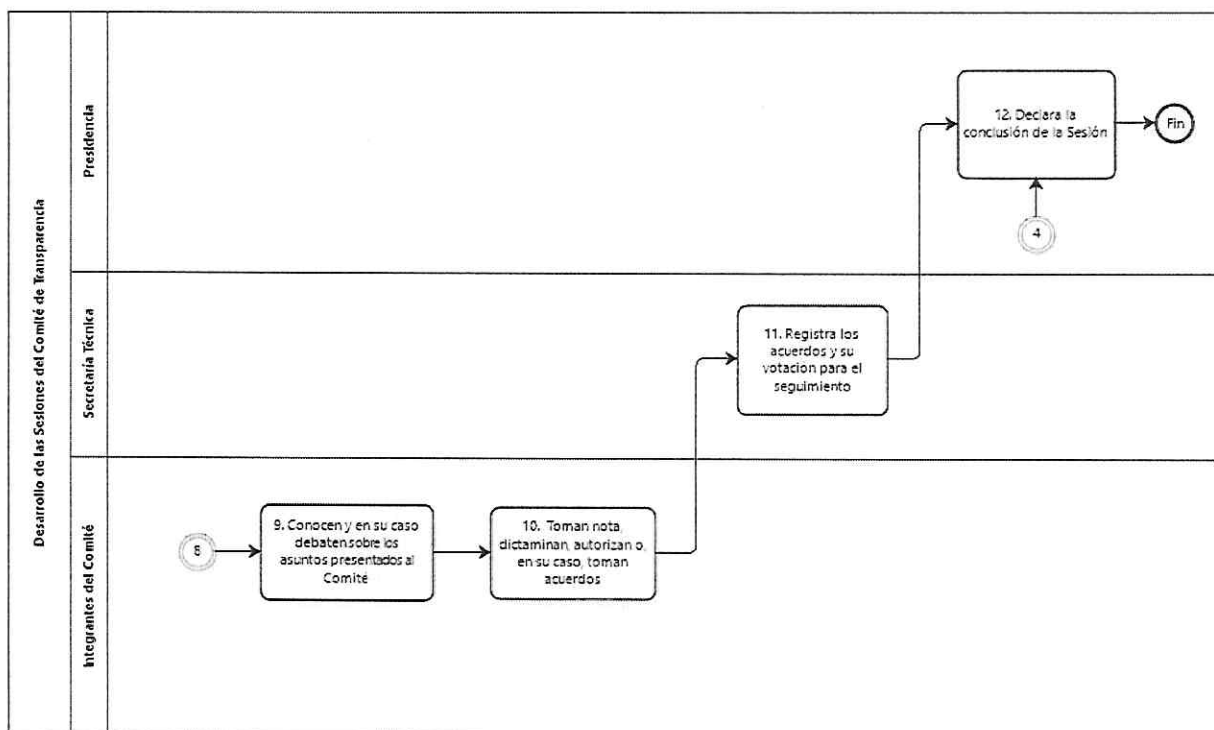 Desarrollo de las Sesiones del Comité de Transparencia
Presidencia
12. Declara la
conclusión de la Sesión
Fin
4
Secretaría Técnica
11. Registra los
acuerdos y su
votación para el
seguimiento
Integrantes del Comité
8
9. Conocen y en su caso
debaten sobre los
asuntos presentados al
Comité
10. Toman nota,
dictaminan, autorizan o,
en su caso, toman
acuerdos